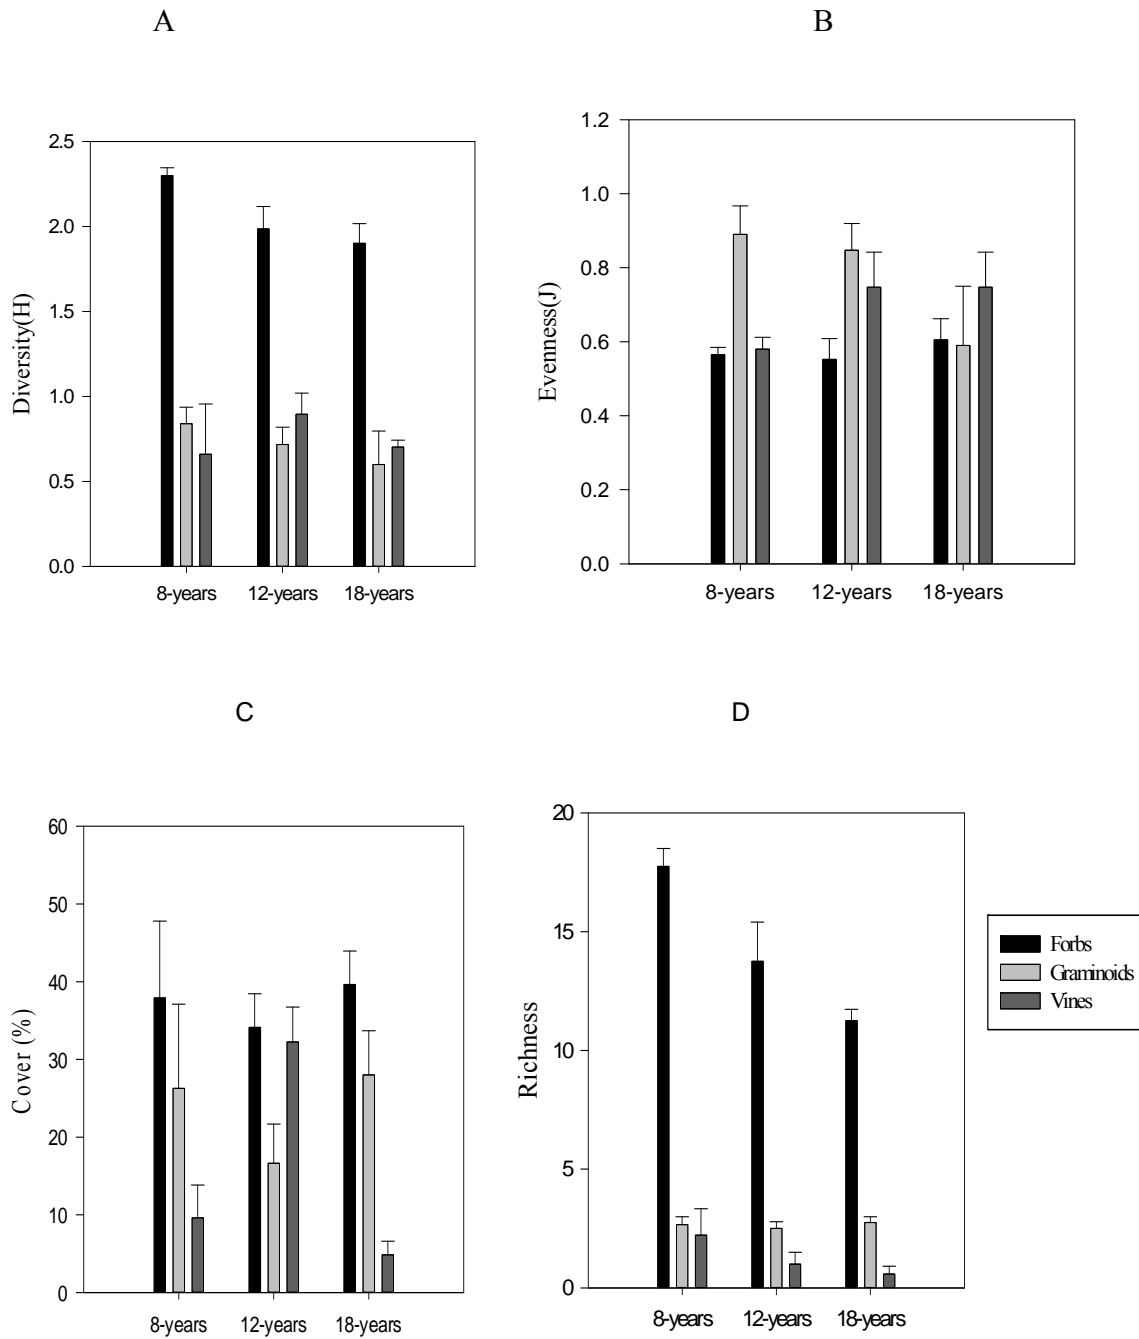 A
B
2.5
2.0
1.5
1.0
0.5
0.0
Diversity(H)
8-years 12-years 18-years
1.2
1.0
0.8
0.6
0.4
0.2
0.0
Evenness(J)
8-years 12-years 18-years
C
D
60
50
40
30
20
10
0
Cover (%)
8-years 12-years 18-years
20
15
10
5
0
Richness
8-years 12-years 18-years
Forbs
Graminoids
Vines